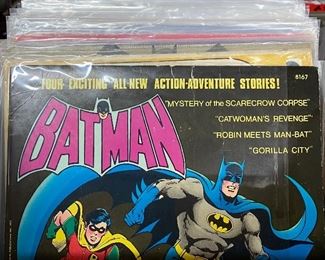 8167
FOUR EXCITING ALL-NEW ACTION-ADVENTURE STORIES!
BATMAN
"MYSTERY of the SCARECROW CORPSE"
"CATWOMAN'S REVENGE"
"ROBIN MEETS MAN-BAT"
"GORILLA CITY"
R